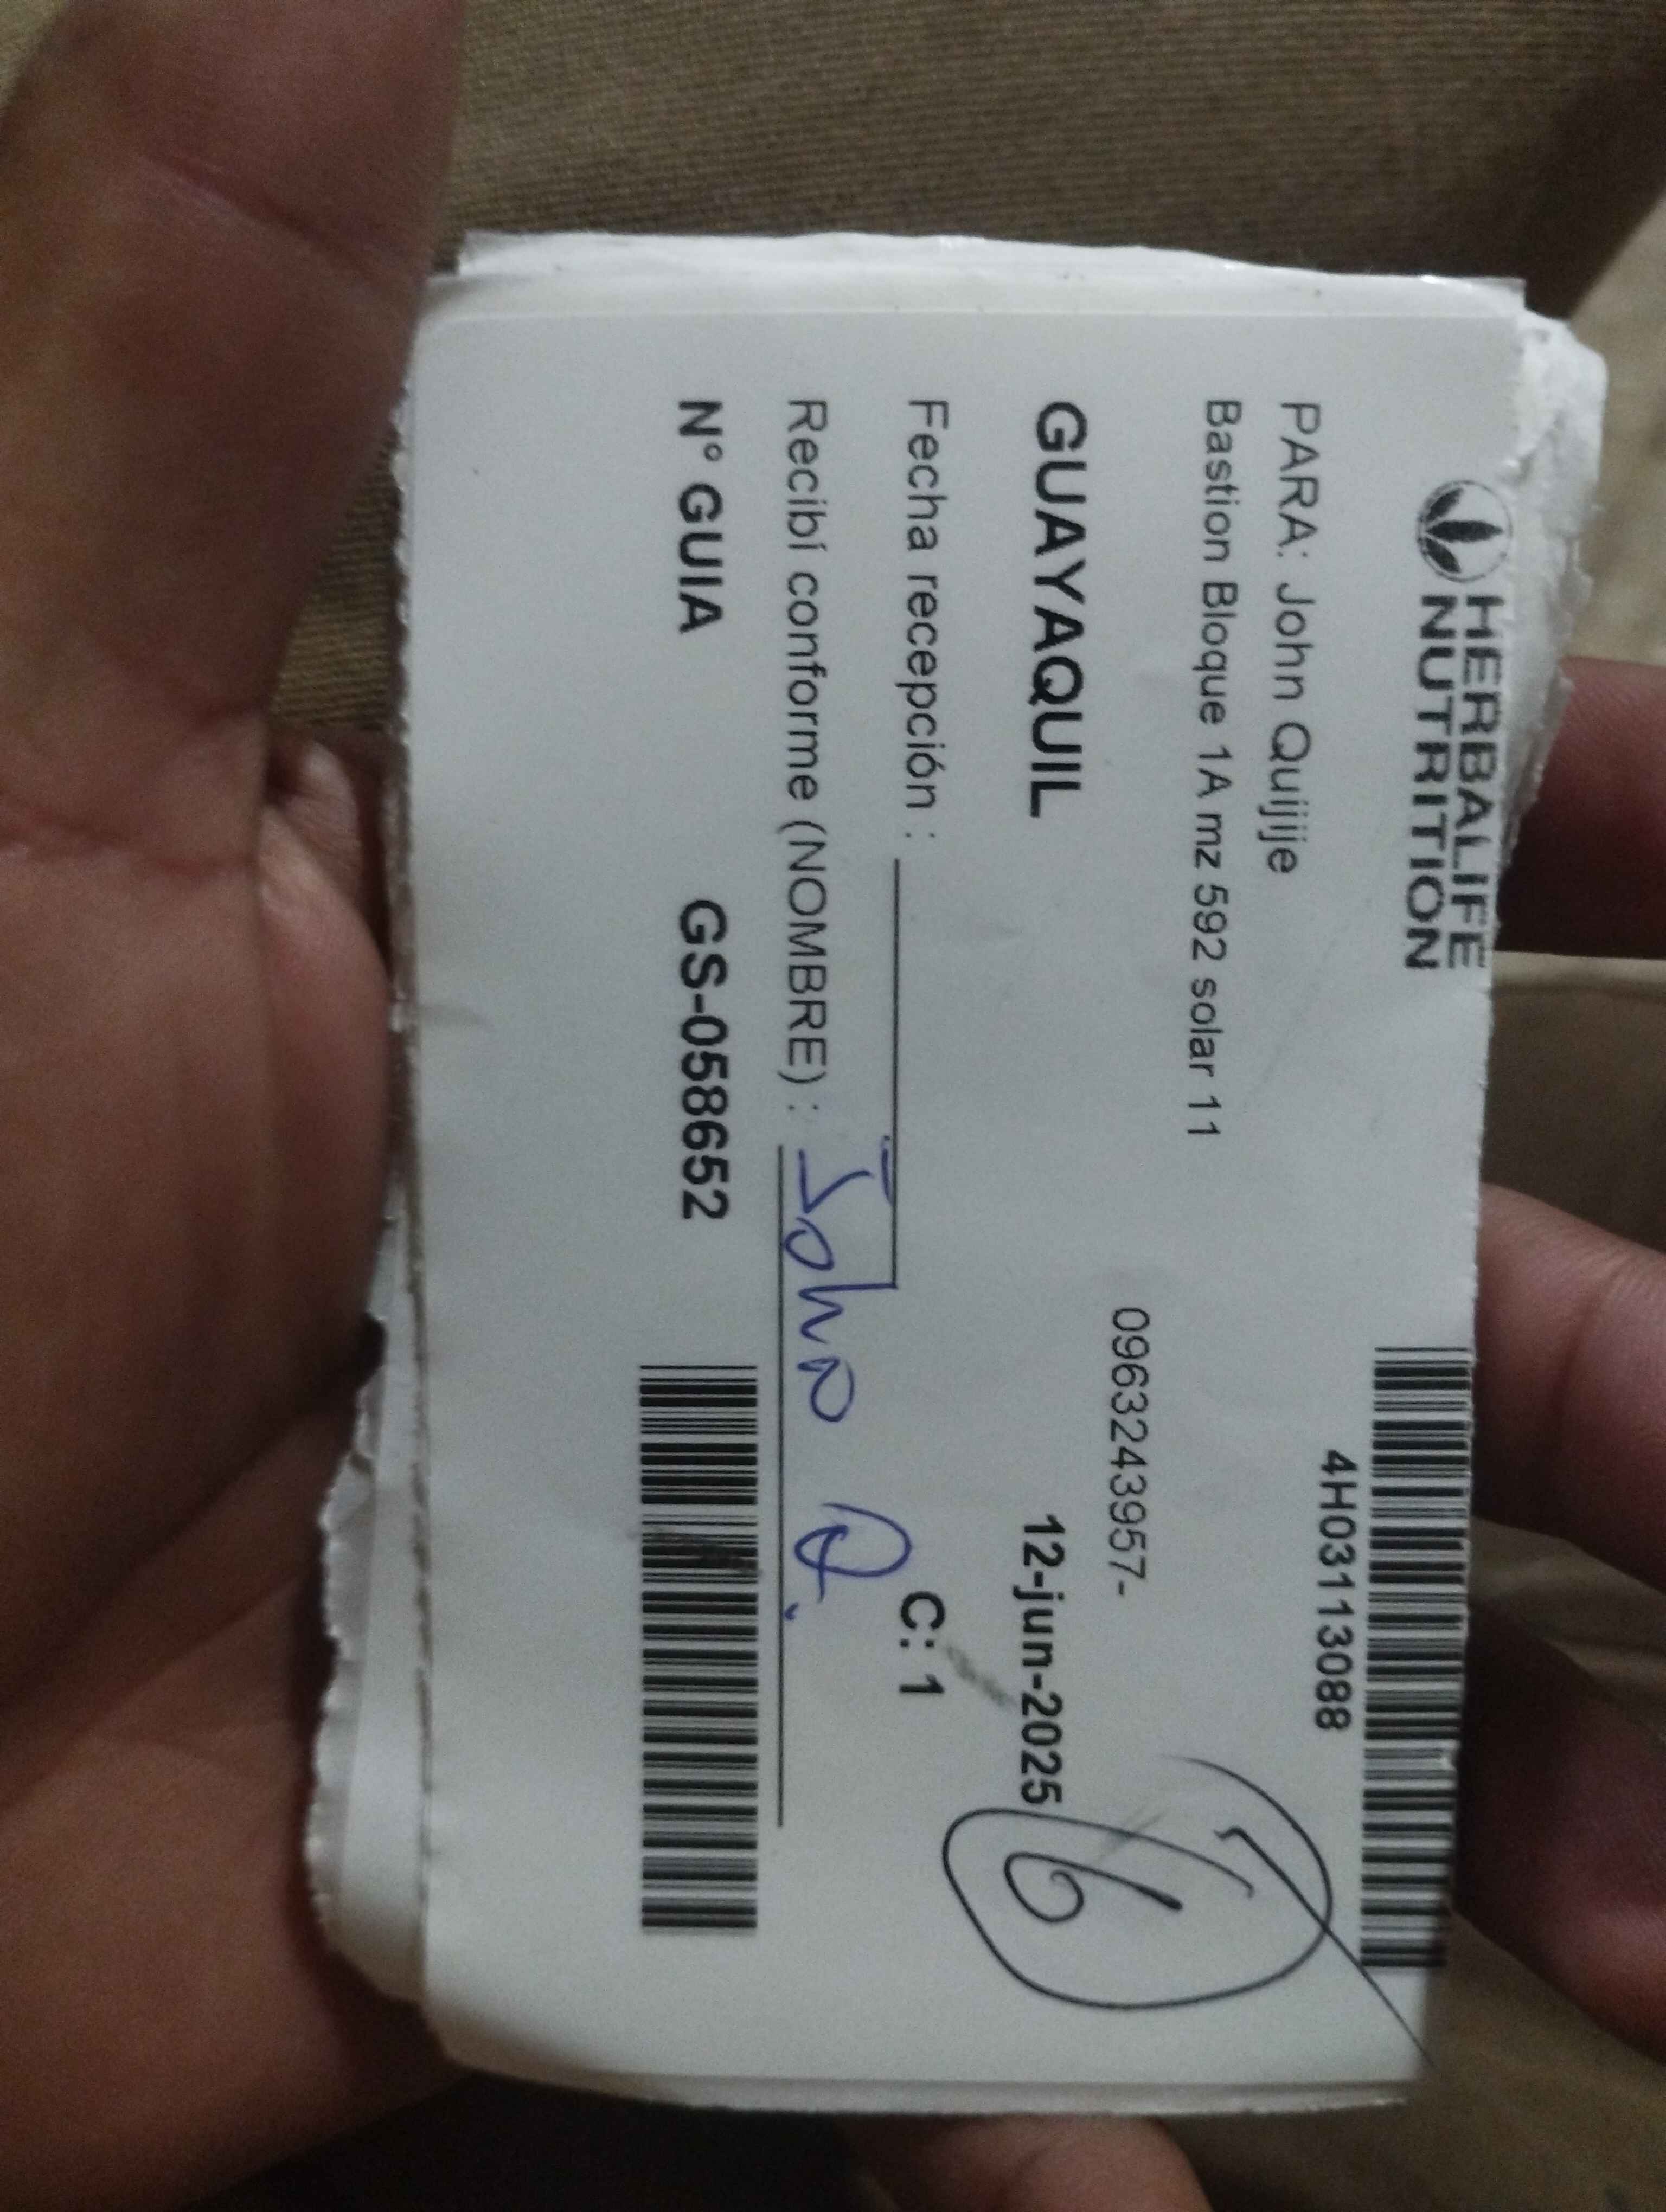 HERBALIFE
NUTRITION
4H03113088
PARA: John Quijije
Bastion Bloque 1A mz 592 solar 11
0963243957-
GUAYAQUIL
12-jun-2025
6
Fecha recepción :
C: 1
Recibí conforme (NOMBRE) : John Q.
N° GUIA GS-058652